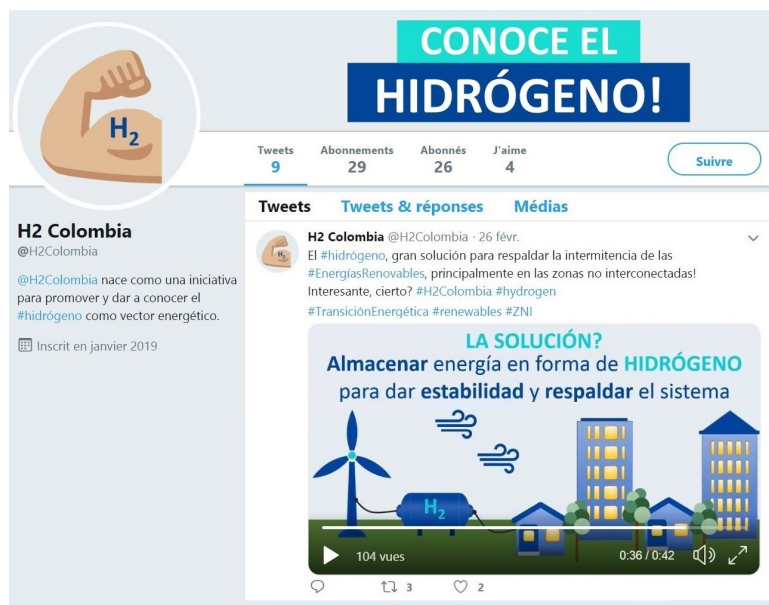 CONOCE EL
HIDRÓGENO!
H2
Tweets Abonnements Abonnés J'aime
9 29 26 4
Suivre
H2 Colombia
@H2Colombia
@H2Colombia nace como una iniciativa
para promover y dar a conocer el
#hidrógeno como vector energético.
Inscrit en janvier 2019
Tweets Tweets & réponses Médias
H2
H2 Colombia @H2Colombia · 26 févr.
El #hidrógeno, gran solución para respaldar la intermitencia de las
#EnergíasRenovables, principalmente en las zonas no interconectadas!
Interesante, cierto? #H2Colombia #hydrogen
#TransiciónEnergética #renewables #ZNI
LA SOLUCIÓN?
Almacenar energía en forma de HIDRÓGENO
para dar estabilidad y respaldar el sistema
H2
104 vues 0:36 / 0:42
3 2